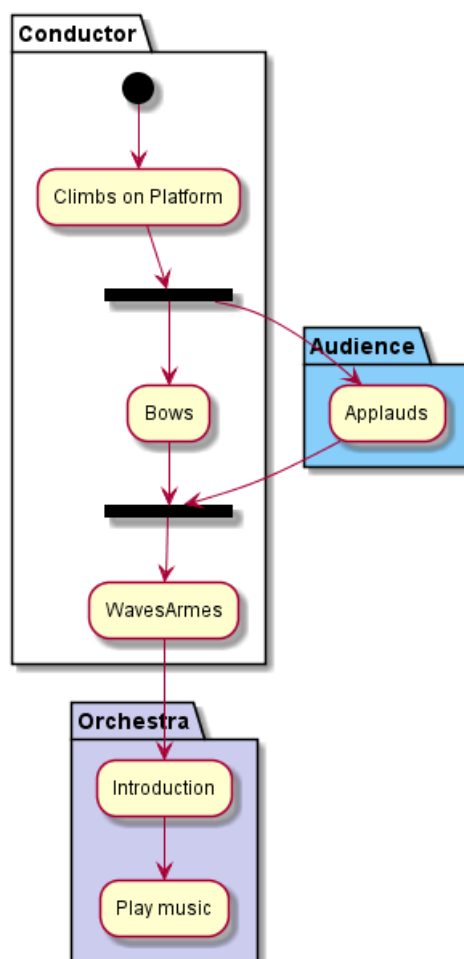 Conductor
Climbs on Platform
Audience
Bows
Applauds
WavesArmes
Orchestra
Introduction
Play music